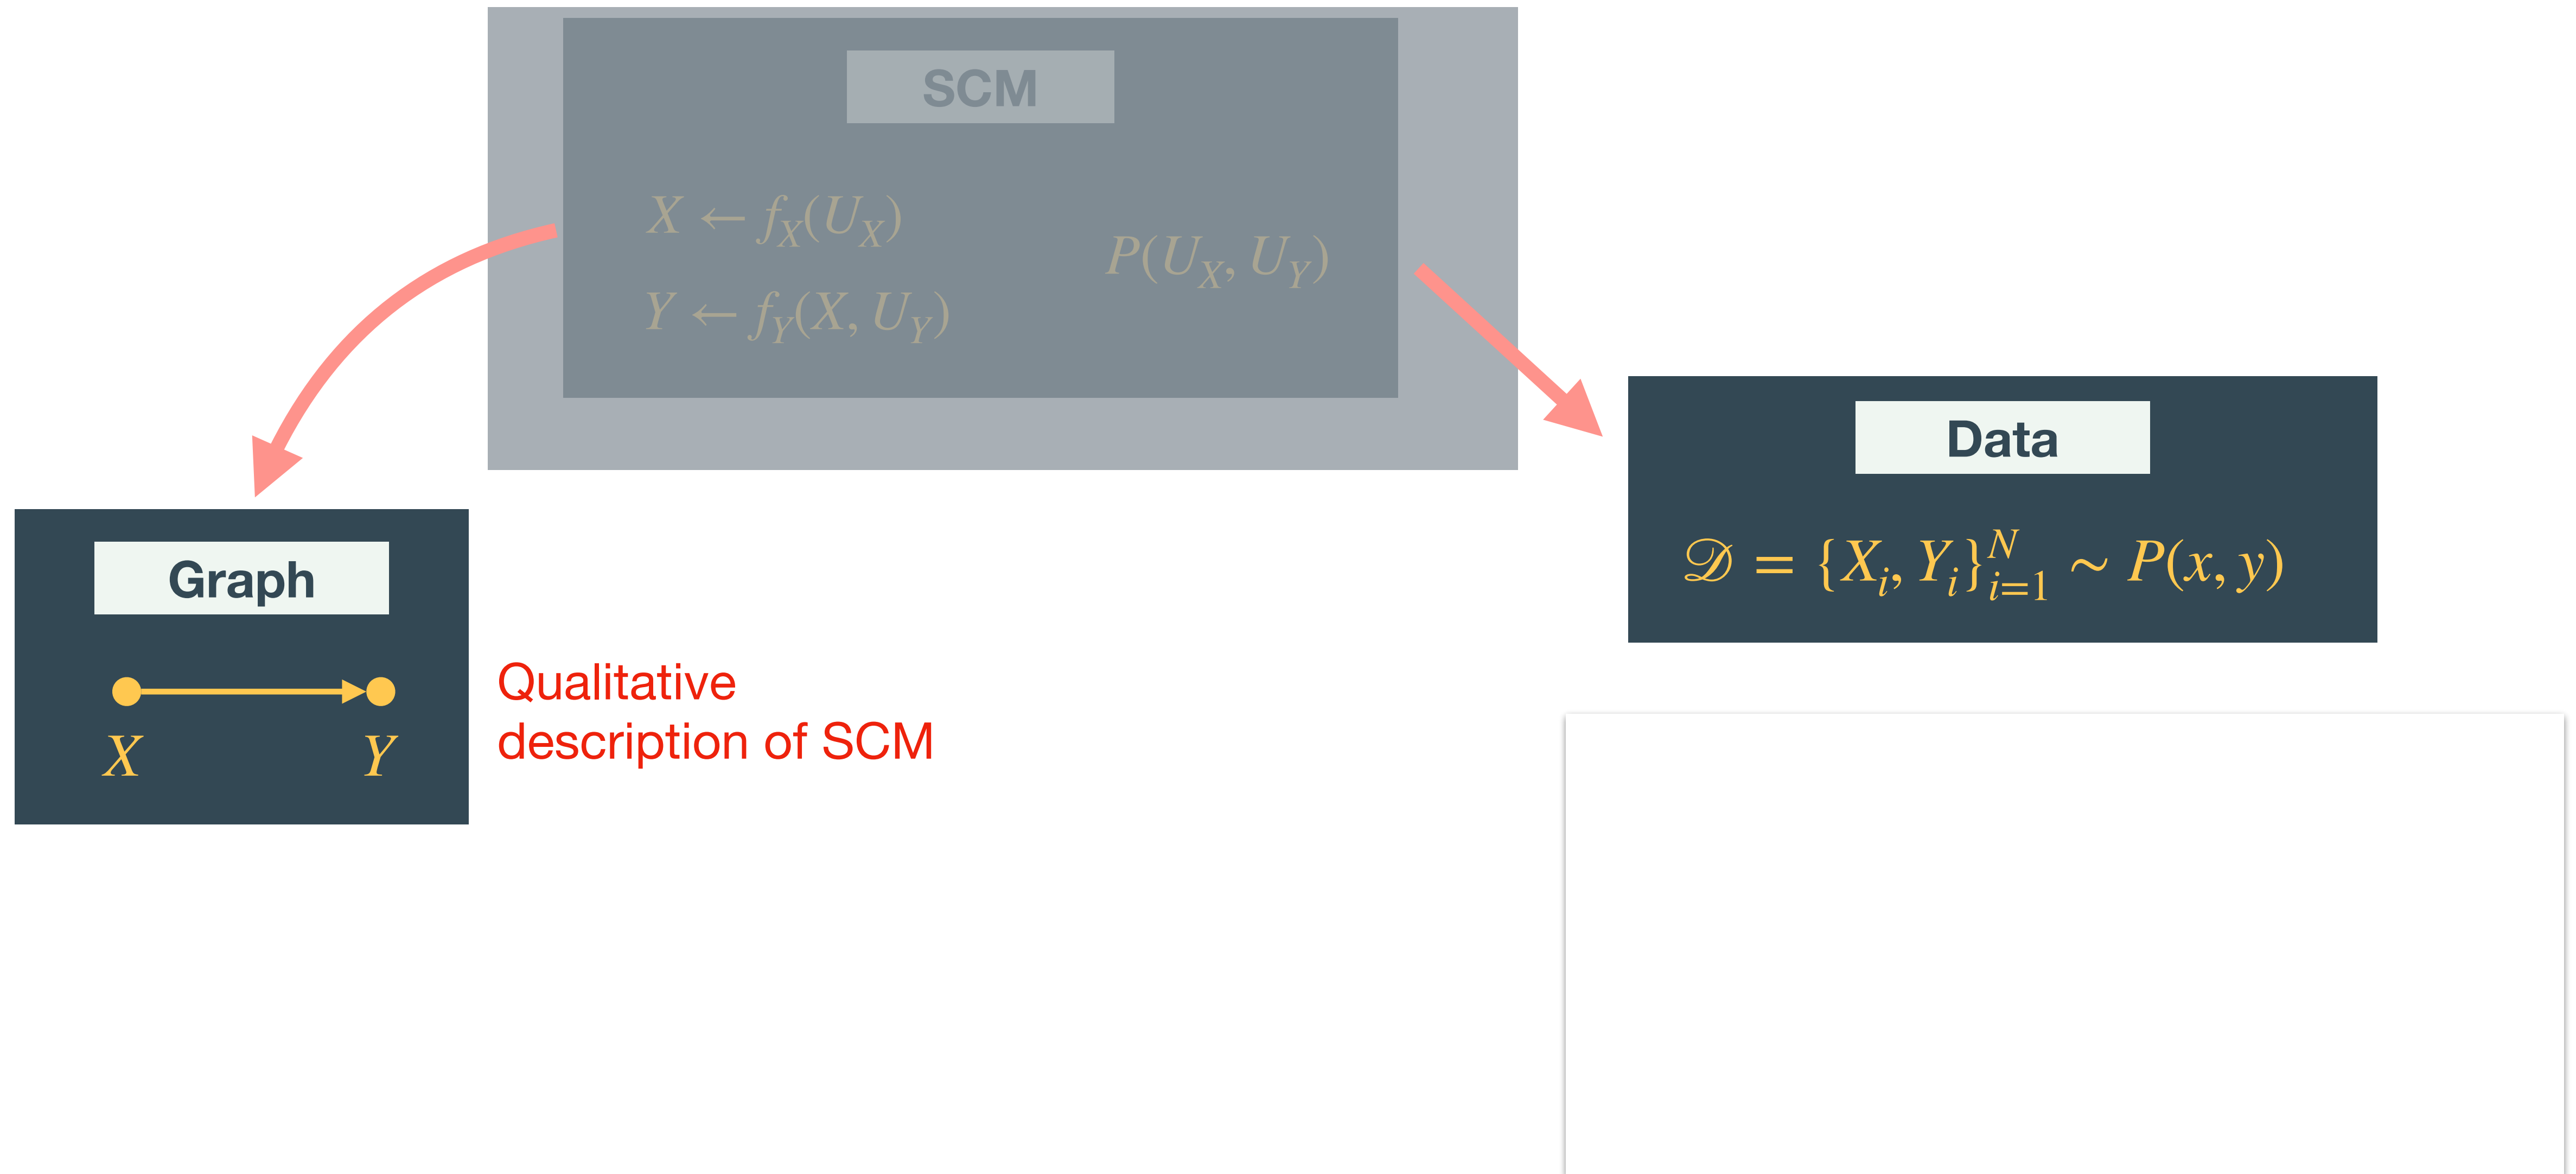 SCM
X ← f_X(U_X)
P(U_X, U_Y)
Y ← f_Y(X, U_Y)
Data
𝒟 = {X_i, Y_i}_{i=1}^N ∼ P(x, y)
Graph
X Y
Qualitative
description of SCM